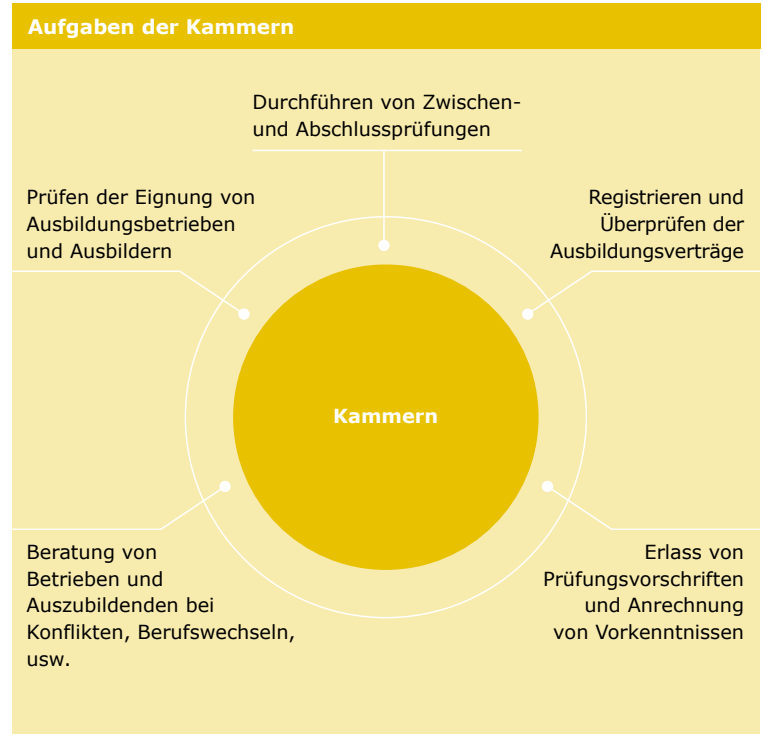 Aufgaben der Kammern
Durchführen von Zwischen-
und Abschlussprüfungen
Prüfen der Eignung von
Ausbildungsbetrieben
und Ausbildern
Registrieren und
Überprüfen der
Ausbildungsverträge
Kammern
Beratung von
Betrieben und
Auszubildenden bei
Konflikten, Berufswechseln,
usw.
Erlass von
Prüfungsvorschriften
und Anrechnung
von Vorkenntnissen